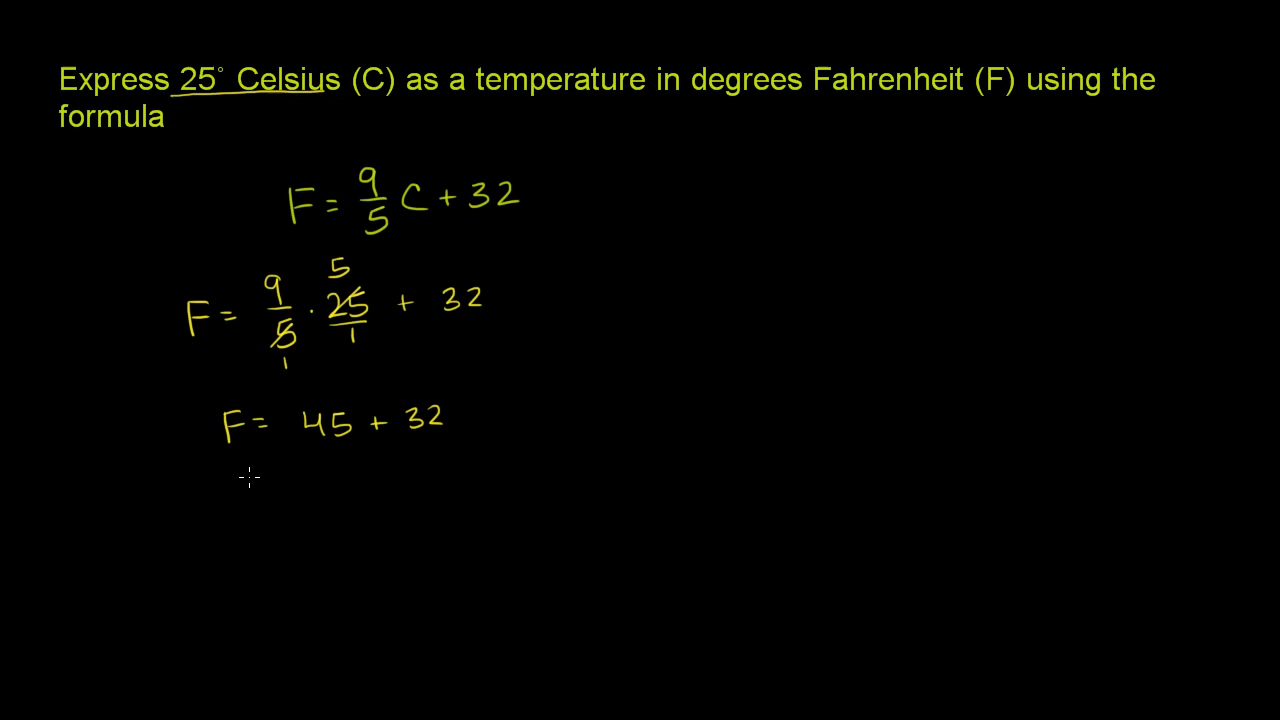 Express 25° Celsius (C) as a temperature in degrees Fahrenheit (F) using the
formula
F = 9/5 C + 32
F = 9/5 · 25/1 + 32
5
1
F = 45 + 32